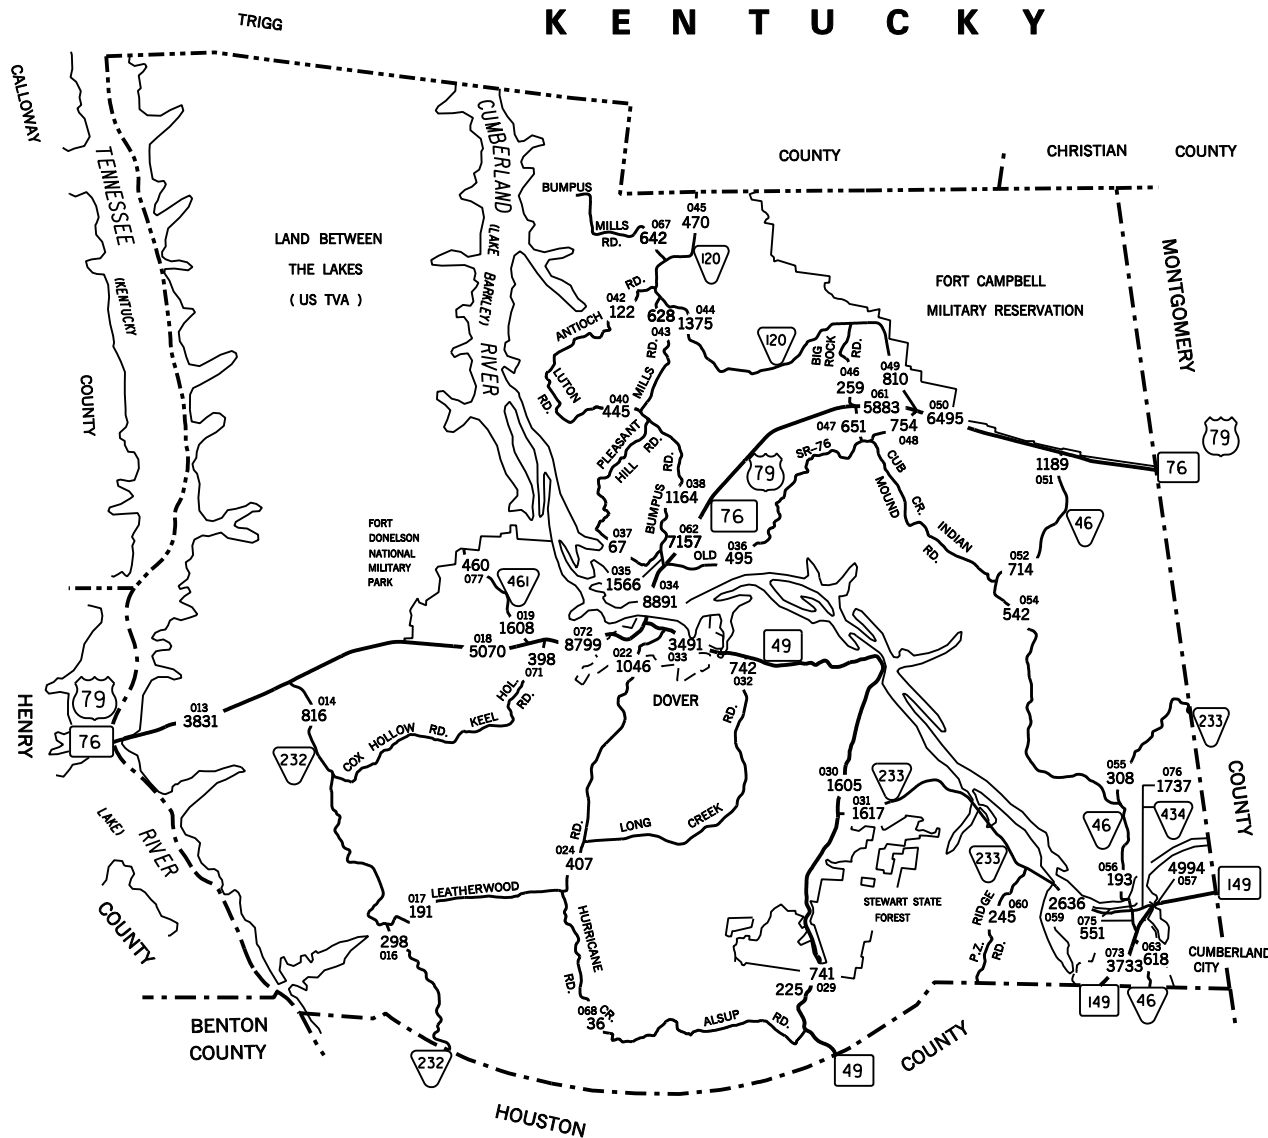 KENTUCKY
TRIGG
CALLOWAY
COUNTY
CHRISTIAN
COUNTY
TENNESSEE
(KENTUCKY
COUNTY
CUMBERLAND
(LAKE BARKLEY)
RIVER
LAND BETWEEN
THE LAKES
( US TVA )
BUMPUS
MILLS
RD.
067
642
045
470
120
FORT CAMPBELL
MILITARY RESERVATION
MONTGOMERY
ANTIOCH RD.
042
122
628
043
044
1375
120
BIG
ROCK
RD.
046
259
049
810
061
5883
050
6495
047
651
754
048
LUTON
RD.
040
445
MILLS RD.
PLEASANT
HILL RD.
BUMPUS RD.
038
1164
79
76
SR-76
OLD
036
495
062
7157
037
67
035
1566
034
8891
CUB
CR.
MOUND
INDIAN
RD.
1189
051
46
79
76
052
714
054
542
FORT
DONELSON
NATIONAL
MILITARY
PARK
460
077
461
019
1608
018
5070
398
071
072
8799
022
1046
3491
033
742
032
49
DOVER
HENRY
79
76
013
3831
014
816
232
COX HOLLOW RD.
KEEL
HOL.
RD.
LAKE)
RIVER
COUNTY
RD.
LONG CREEK
RD.
024
407
030
1605
031
1617
233
STEWART STATE
FOREST
017
191
LEATHERWOOD
298
016
HURRICANE
CR.
RD.
068
36
ALSUP RD.
741
029
225
49
233
P.Z. RIDGE
RD.
060
245
2636
059
075
551
055
308
076
1737
46
434
056
193
4994
057
149
233
COUNTY
073
3733
063
618
CUMBERLAND
CITY
149
46
BENTON
COUNTY
232
HOUSTON
COUNTY